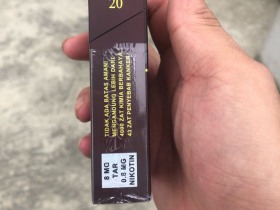 20
TIDAK ADA BATAS AMAN!
MENGANDUNG LEBIH DARI
4000 ZAT KIMIA BERBAHAYA
43 ZAT PENYEBAB KANKER
8 MG
TAR
0.8 MG
NIKOTIN